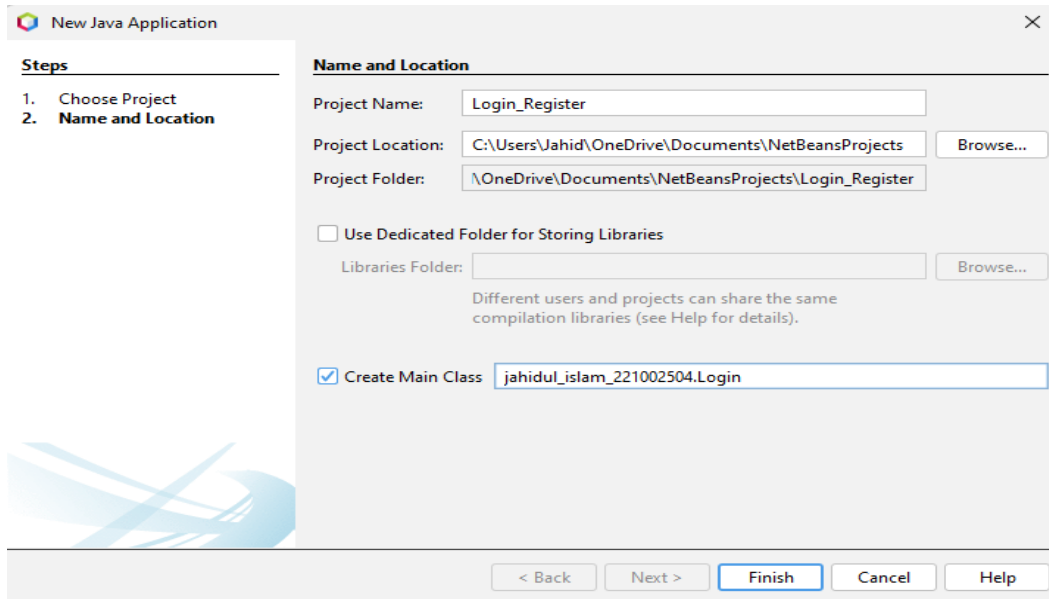 New Java Application
Steps
1. Choose Project
2. Name and Location
Name and Location
Project Name: Login_Register
Project Location: C:\Users\Jahid\OneDrive\Documents\NetBeansProjects Browse...
Project Folder: \OneDrive\Documents\NetBeansProjects\Login_Register
Use Dedicated Folder for Storing Libraries
Libraries Folder: Browse...
Different users and projects can share the same
compilation libraries (see Help for details).
Create Main Class jahidul_islam_221002504.Login
< Back Next > Finish Cancel Help